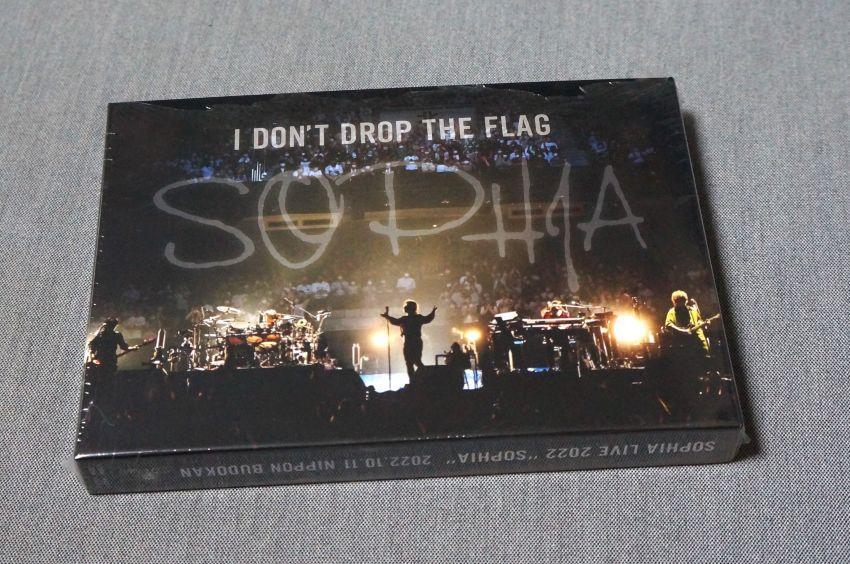 I DON'T DROP THE FLAG
SOPHIA
SOPHIA LIVE 2022 "SOPHIA" 2022.10.11 NIPPON BUDOKAN